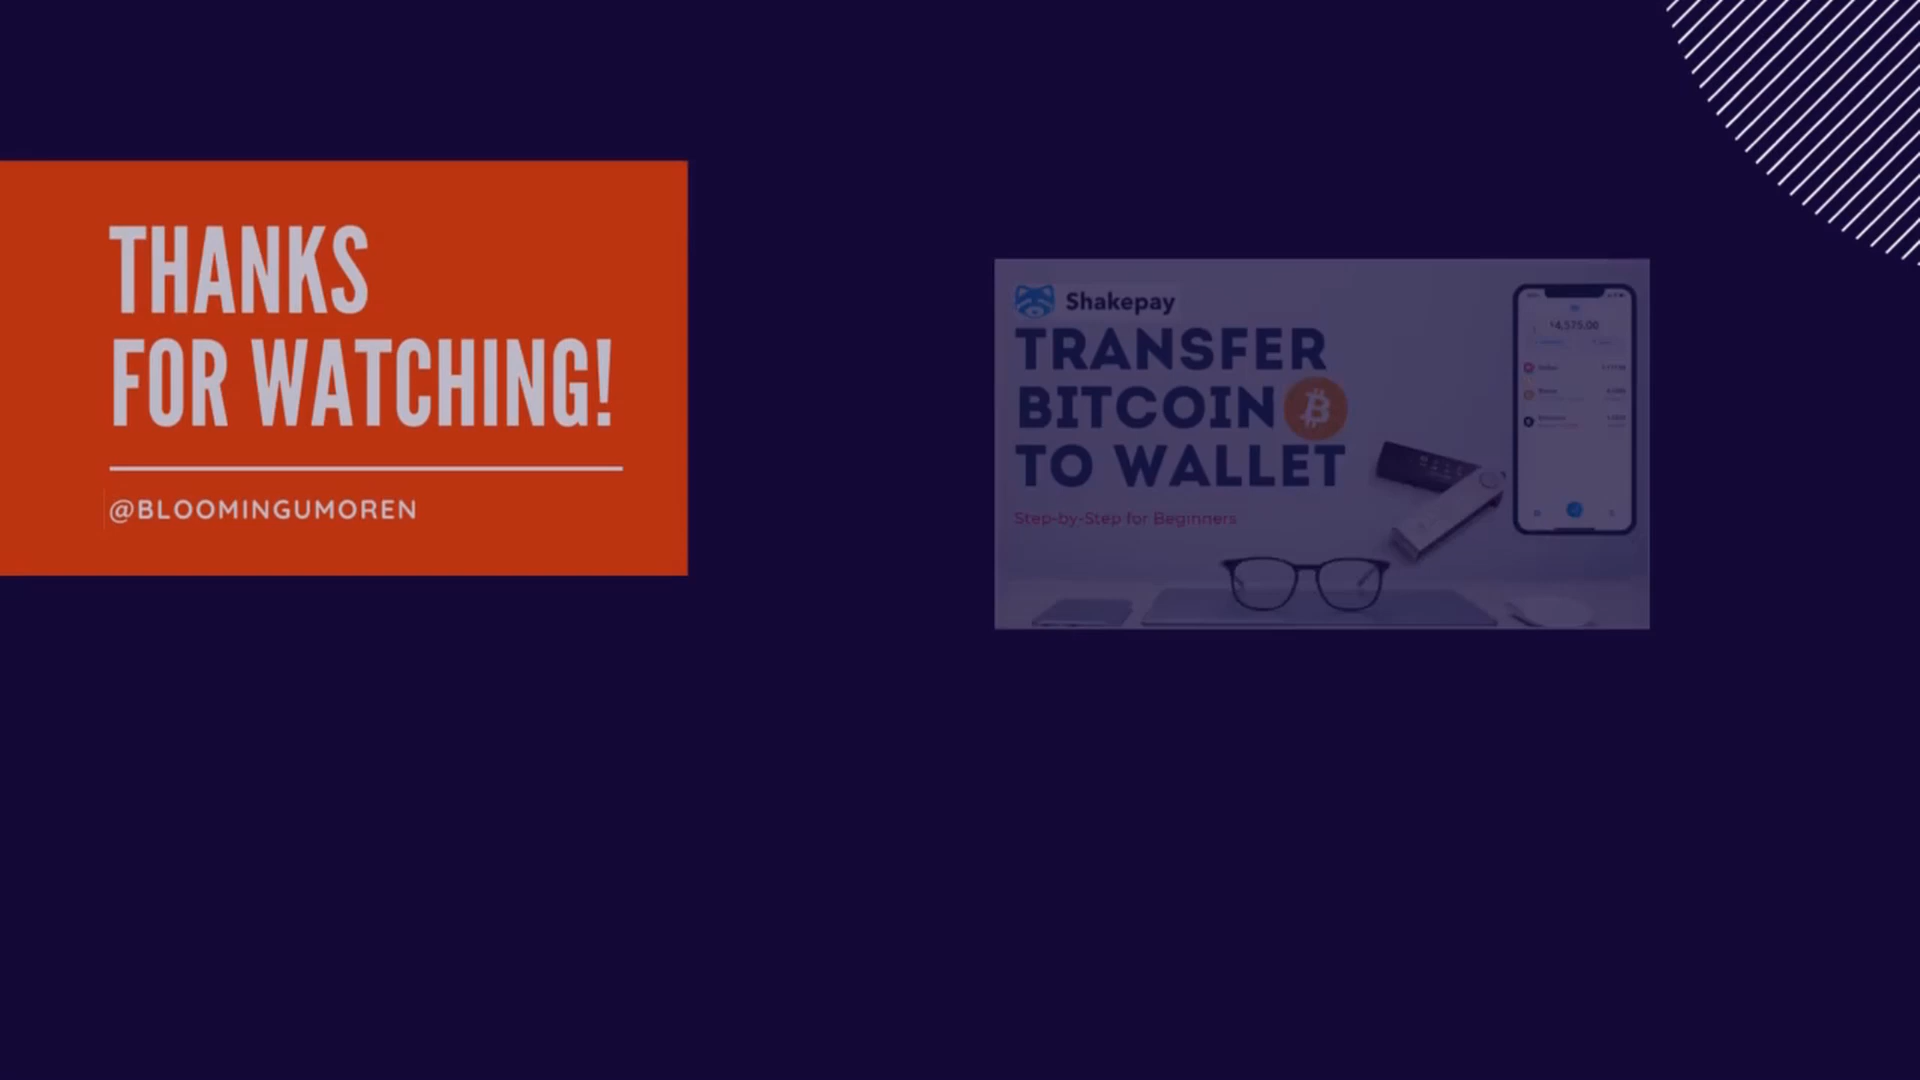 THANKS
FOR WATCHING!
@BLOOMINGUMOREN
Shakepay
TRANSFER
BITCOIN
TO WALLET
Step-by-Step for Beginners
$4,575.00